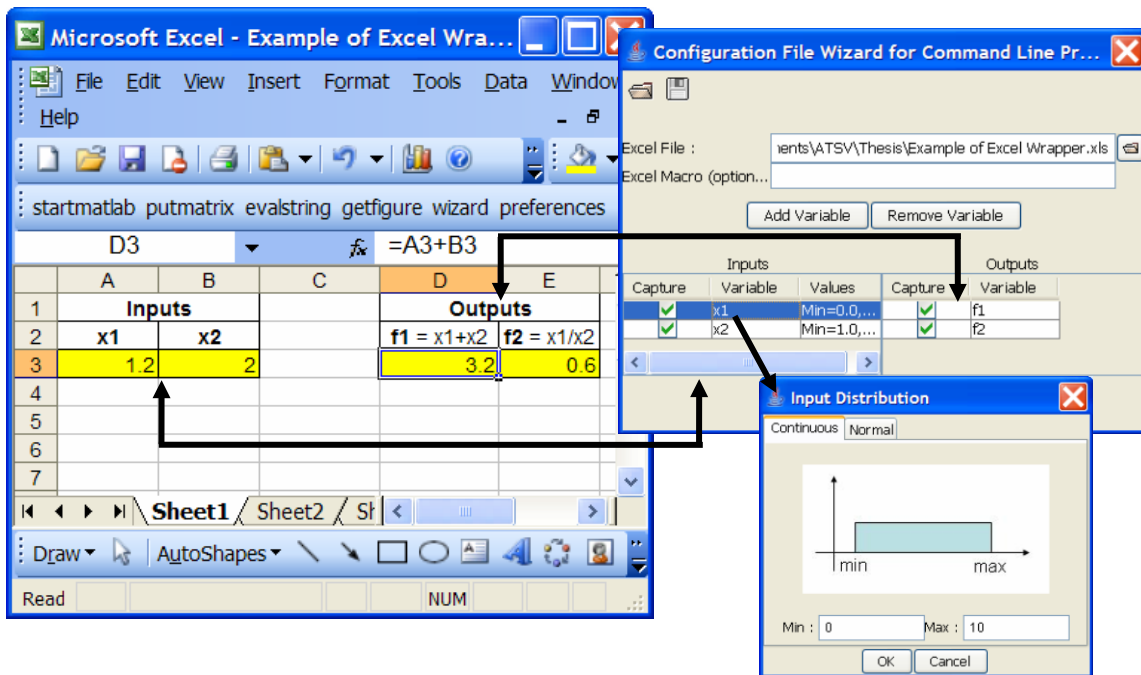 Microsoft Excel - Example of Excel Wra...
File Edit View Insert Format Tools Data Window
Help
startmatlab putmatrix evalstring getfigure wizard preferences
D3 fx =A3+B3
A B C D E
1 Inputs Outputs
2 x1 x2 f1 = x1+x2 f2 = x1/x2
3 1.2 2 3.2 0.6
4
5
6
7
Sheet1 Sheet2 Sh
Draw AutoShapes
Read NUM
Configuration File Wizard for Command Line Pr...
Excel File : nents\ATSV\Thesis\Example of Excel Wrapper.xls
Excel Macro (option...
Add Variable Remove Variable
Inputs Outputs
Capture Variable Values Capture Variable
x1 Min=0.0,... f1
x2 Min=1.0,... f2
Input Distribution
Continuous Normal
min max
Min : 0 Max : 10
OK Cancel